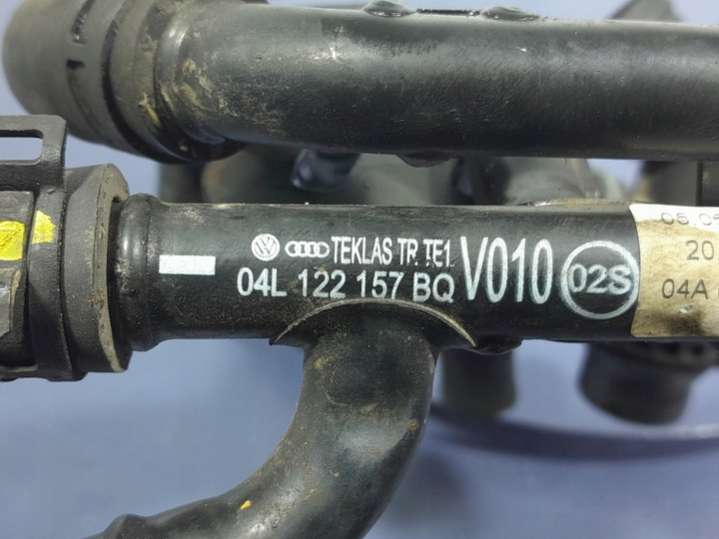 TEKLAS TR TE1
04L 122 157 BQ V010 02S
20
04A